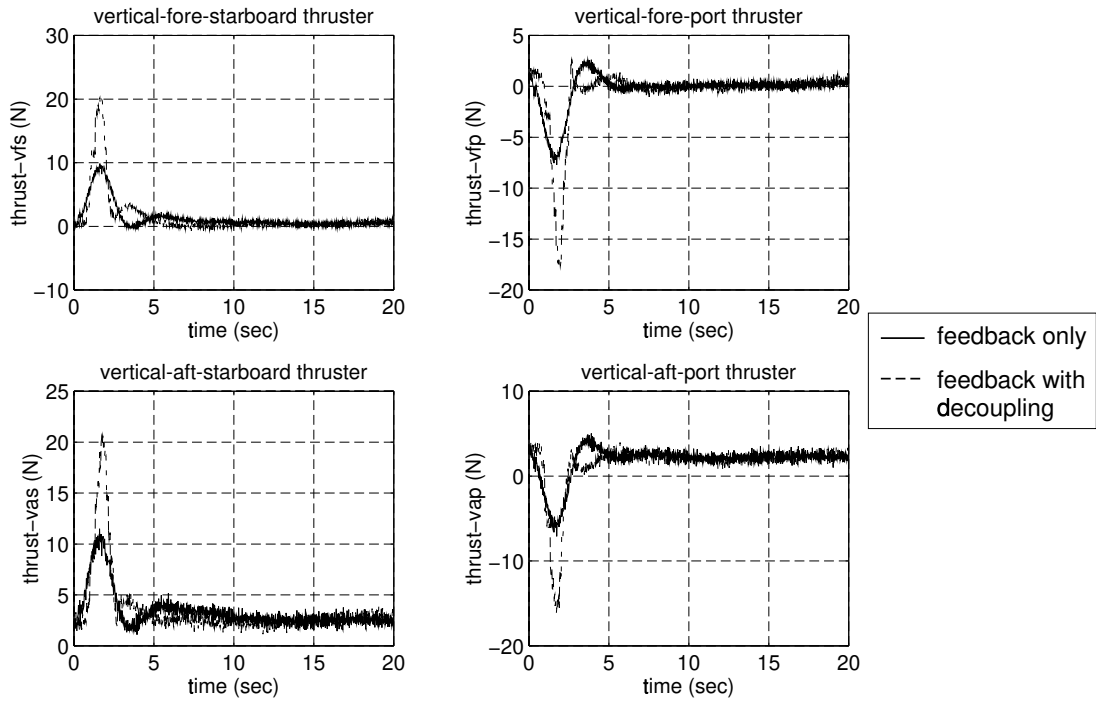 vertical-fore-starboard thruster
30
20
10
0
−10
thrust−vfs (N)
0 5 10 15 20
time (sec)
vertical-fore-port thruster
5
0
−5
−10
−15
−20
thrust−vfp (N)
0 5 10 15 20
time (sec)
vertical-aft-starboard thruster
25
20
15
10
5
0
thrust−vas (N)
0 5 10 15 20
time (sec)
vertical-aft-port thruster
10
0
−10
−20
thrust−vap (N)
0 5 10 15 20
time (sec)
feedback only
feedback with
decoupling